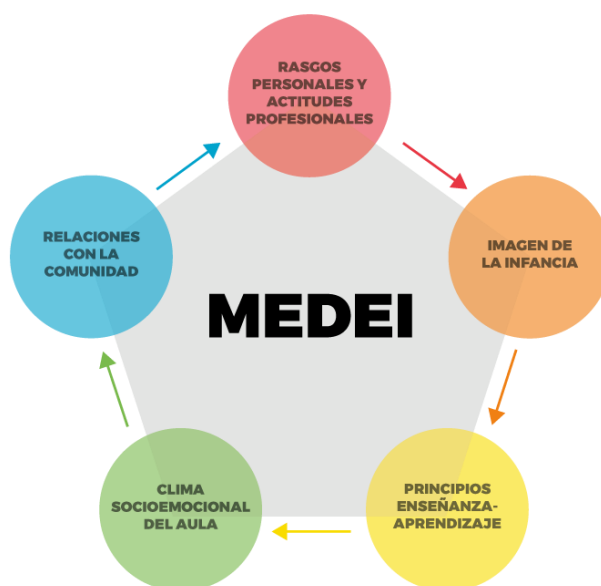 RASGOS
PERSONALES Y
ACTITUDES
PROFESIONALES
RELACIONES
CON LA
COMUNIDAD
IMAGEN DE
LA INFANCIA
MEDEI
CLIMA
SOCIOEMOCIONAL
DEL AULA
PRINCIPIOS
ENSEÑANZA-
APRENDIZAJE